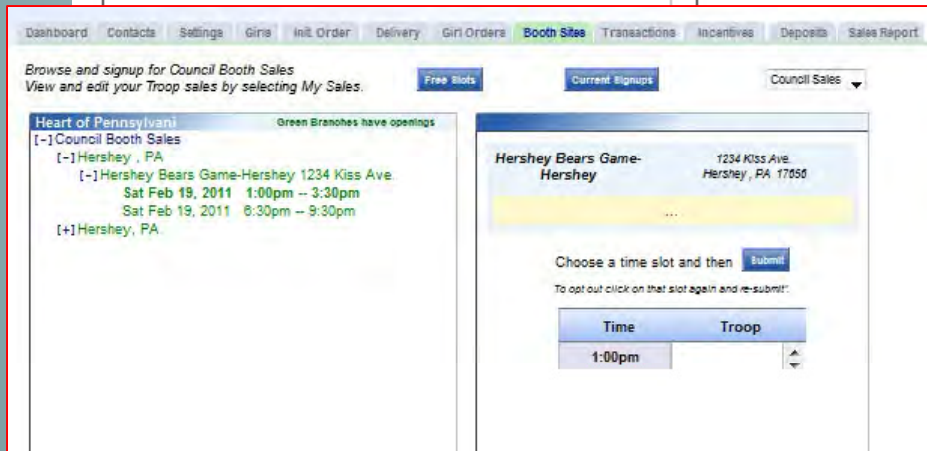 Dashboard Contacts Settings Girls Init. Order Delivery Girl Orders Booth Sites Transactions Incentives Deposits Sales Report
Browse and signup for Council Booth Sales
View and edit your Troop sales by selecting My Sales.
Free Slots
Current Signups
Council Sales
Heart of Pennsylvani
Green Branches have openings
[-] Council Booth Sales
[-] Hershey , PA
[-] Hershey Bears Game-Hershey 1234 Kiss Ave.
Sat Feb 19, 2011 1:00pm -- 3:30pm
Sat Feb 19, 2011 6:30pm -- 9:30pm
[+] Hershey, PA.
Hershey Bears Game-
Hershey
1234 Kiss Ave.
Hershey , PA 17656
...
Choose a time slot and then Submit
To opt out click on that slot again and re-submit".
Time Troop
1:00pm